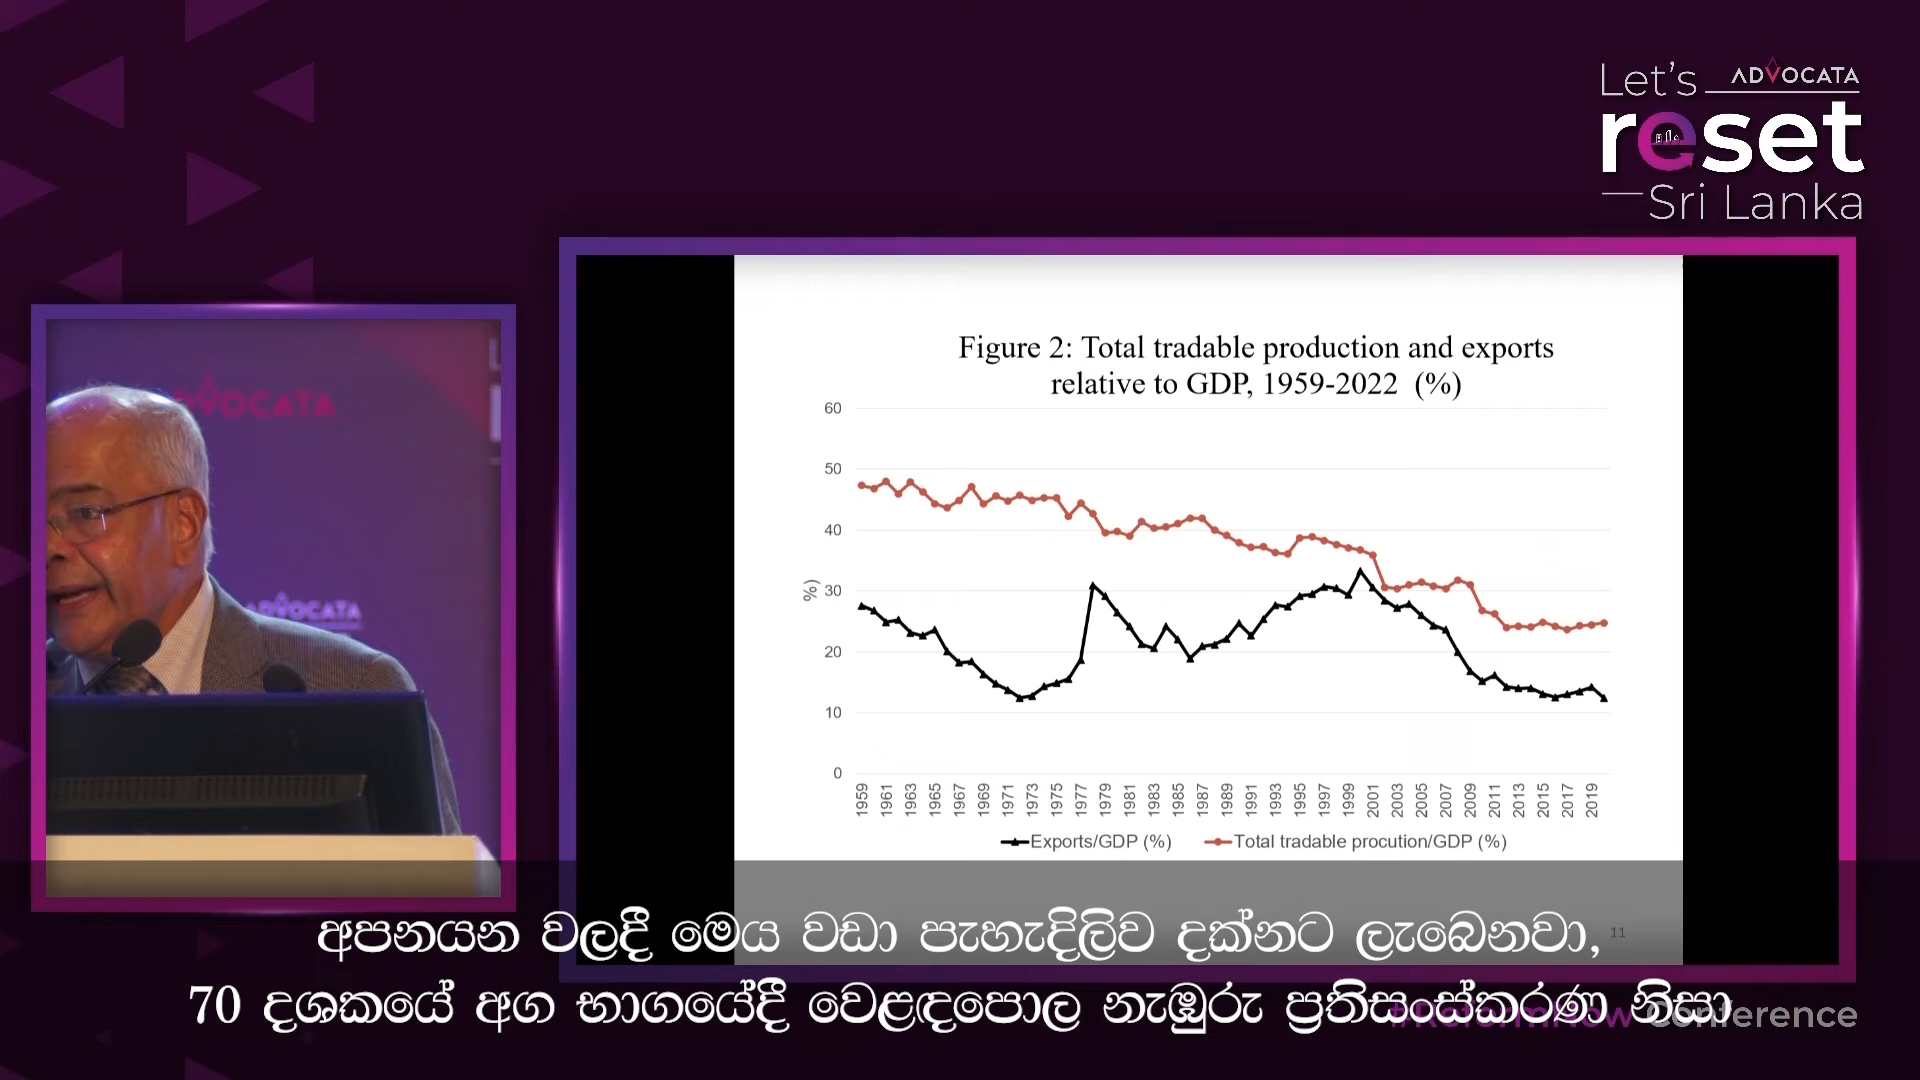 Let's ADVOCATA
reset
Sri Lanka
ADVOCATA
ADVOCATA
Figure 2: Total tradable production and exports
relative to GDP, 1959-2022 (%)
60
50
40
30
20
10
0
%)
1959 1961 1963 1965 1967 1969 1971 1973 1975 1977 1979 1981 1983 1985 1987 1989 1991 1993 1995 1997 1999 2001 2003 2005 2007 2009 2011 2013 2015 2017 2019
Exports/GDP (%) Total tradable procution/GDP (%)
11
අපනයන වලදී මෙය වඩා පැහැදිලිව දක්නට ලැබෙනවා,
70 දශකයේ අග භාගයේදී වෙළඳපොල නැඹුරු ප්‍රතිසංස්කරණ නිසා
#ReformNow Conference